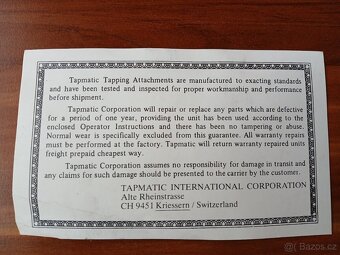 Tapmatic Tapping Attachments are manufactured to exacting standards
and have been tested and inspected for proper workmanship and performance
before shipment.
Tapmatic Corporation will repair or replace any parts which are defective
for a period of one year, providing the unit has been used according to the
enclosed Operator Instructions and there has been no tampering or abuse.
Normal wear is specifically excluded from this guarantee. All warranty repairs
must be performed at the factory. Tapmatic will return warranty repaired units
freight prepaid cheapest way.
Tapmatic Corporation assumes no responsibility for damage in transit and
any claims for such damage should be presented to the carrier by the customer.
TAPMATIC INTERNATIONAL CORPORATION
Alte Rheinstrasse
CH 9451 Kriessern / Switzerland
Bazoš.cz